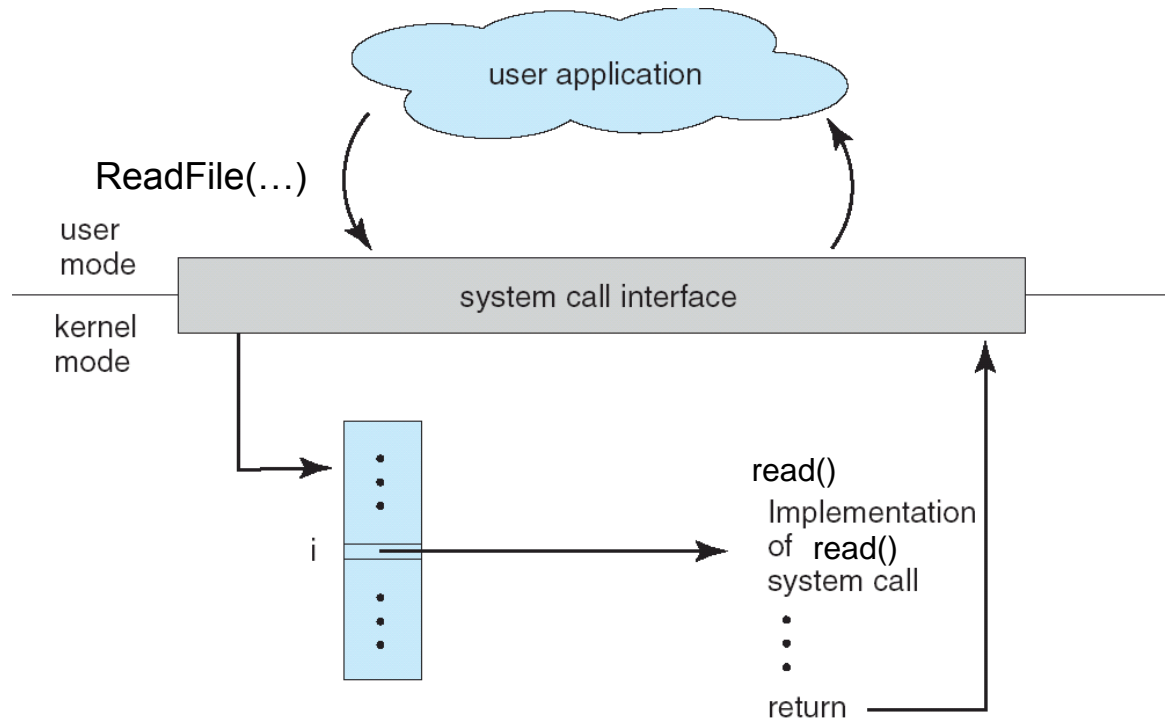 user application
ReadFile(…)
user
mode
system call interface
kernel
mode
read()
Implementation
i
of read()
system call
return